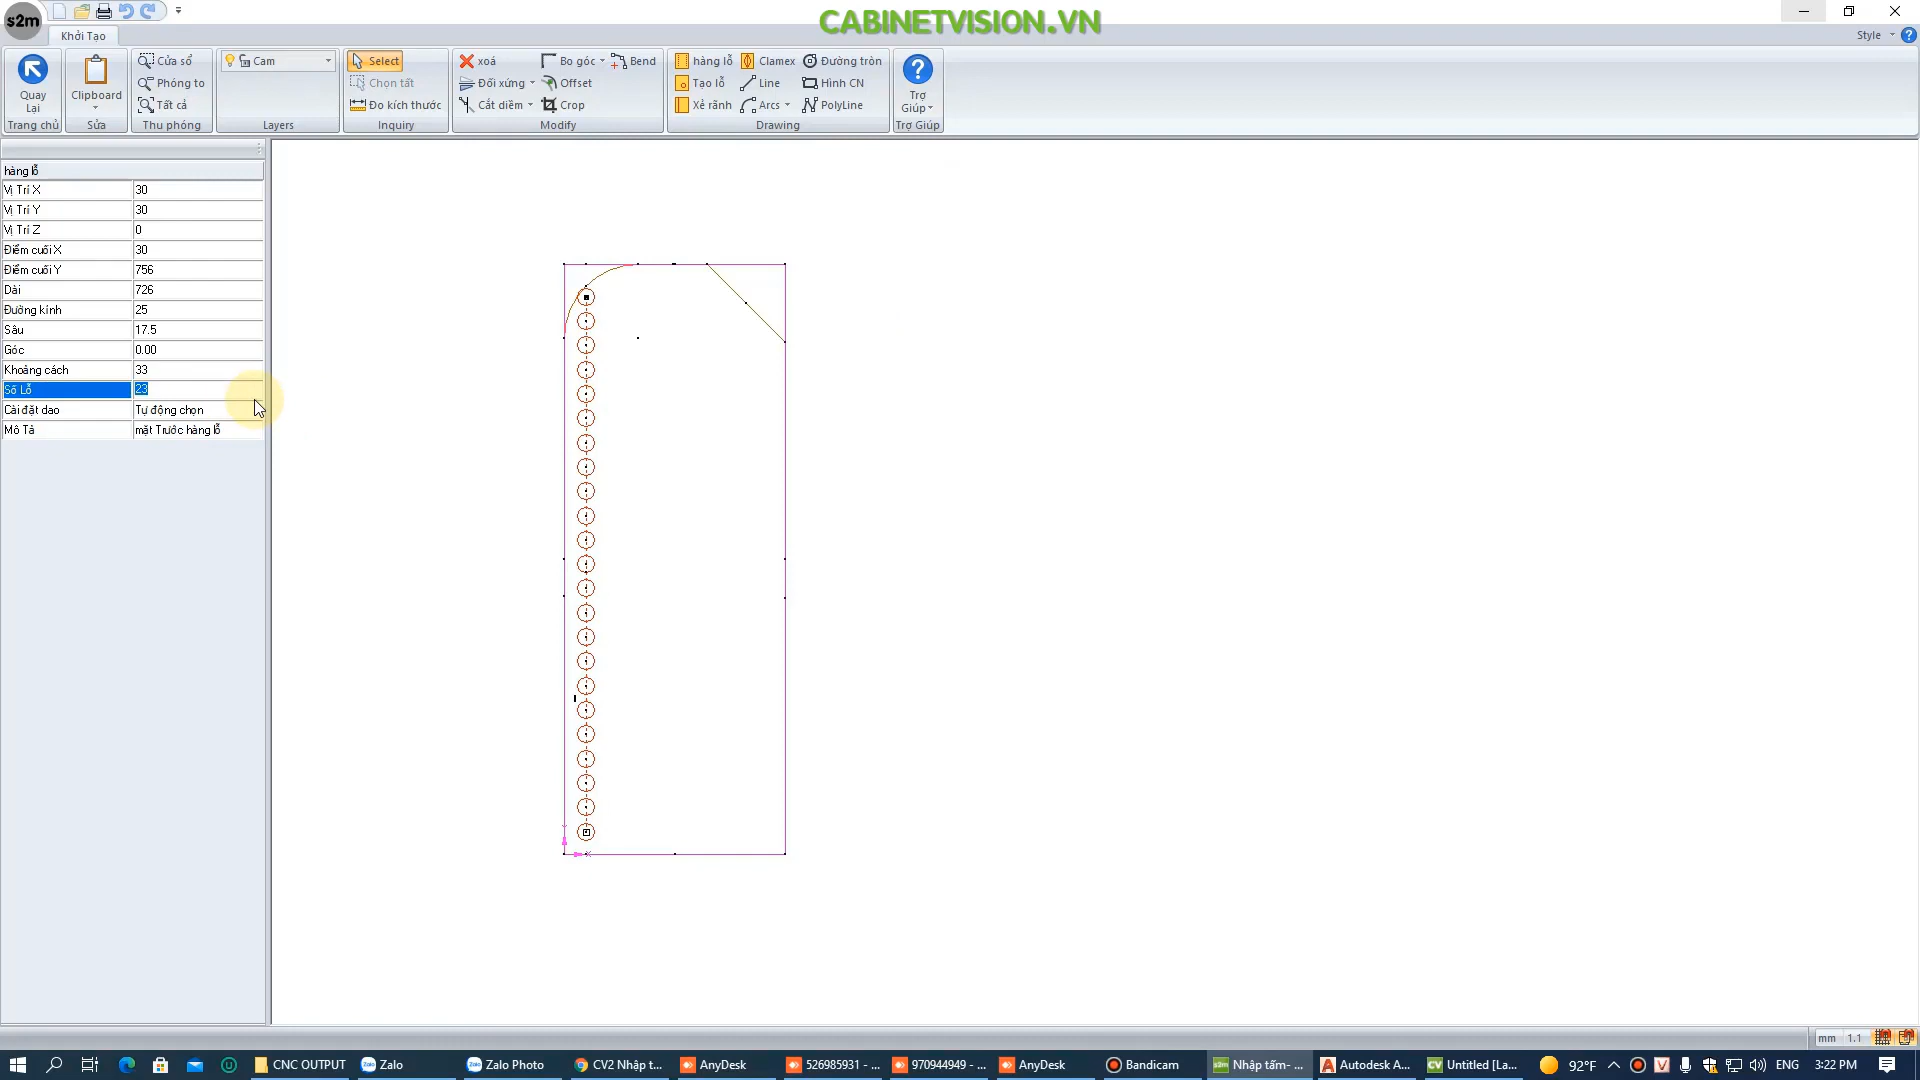 s2m
CABINETVISION.VN
Khởi Tạo
Style
Quay Lại
Trang chủ
Clipboard
Sửa
Cửa sổ
Phóng to
Tất cả
Thu phóng
Cam
Layers
Select
Chọn tất
Đo kích thước
Inquiry
xoá
Bo góc
Bend
Đối xứng
Offset
Cắt điểm
Crop
Modify
hàng lỗ
Clamex
Đường tròn
Tạo lỗ
Line
Hình CN
Xẻ rãnh
Arcs
PolyLine
Drawing
Trợ Giúp
Trợ Giúp
hàng lỗ
Vị Trí X 30
Vị Trí Y 30
Vị Trí Z 0
Điểm cuối X 30
Điểm cuối Y 756
Dài 726
Đường kính 25
Sâu 17.5
Góc 0.00
Khoảng cách 33
Số Lỗ 23
Cài đặt dao Tự động chọn
Mô Tả mặt Trước hàng lỗ
mm 1.1
CNC OUTPUT
Zalo
Zalo Photo
CV2 Nhập t...
AnyDesk
526985931 - ...
970944949 - ...
AnyDesk
Bandicam
Nhập tấm- ...
Autodesk A...
Untitled [La...
92°F
ENG
3:22 PM